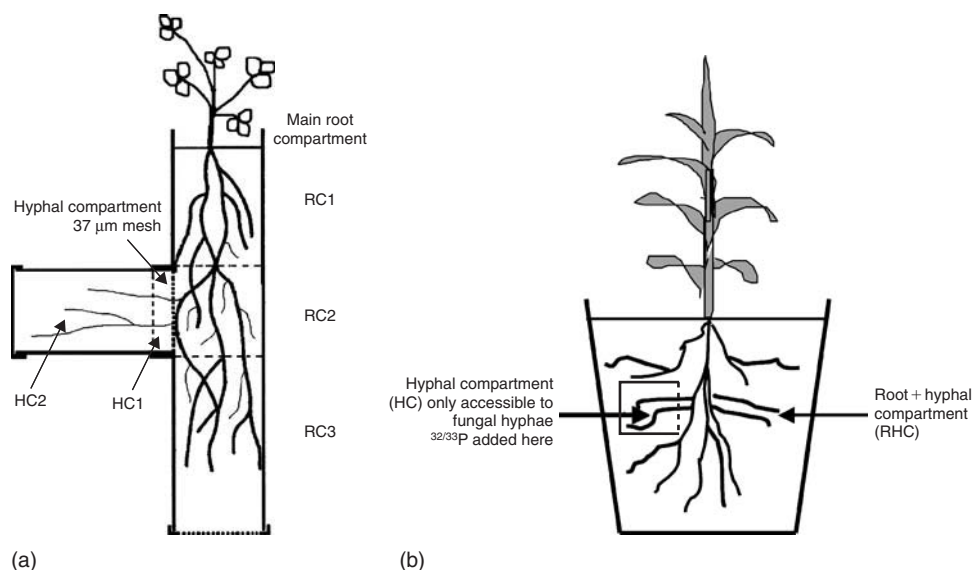 Main root
compartment
RC1
Hyphal compartment
37 μm mesh
RC2
HC2
HC1
RC3
(a)
Hyphal compartment
(HC) only accessible to
fungal hyphae
32/33P added here
Root + hyphal
compartment
(RHC)
(b)